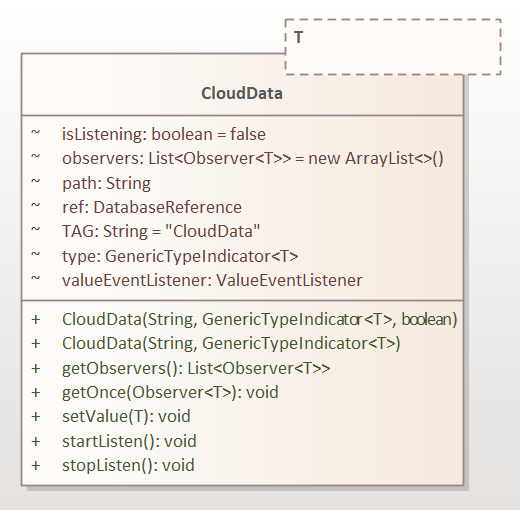 T
CloudData
~ isListening: boolean = false
~ observers: List<Observer<T>> = new ArrayList<>()
~ path: String
~ ref: DatabaseReference
~ TAG: String = "CloudData"
~ type: GenericTypeIndicator<T>
~ valueEventListener: ValueEventListener
+ CloudData(String, GenericTypeIndicator<T>, boolean)
+ CloudData(String, GenericTypeIndicator<T>)
+ getObservers(): List<Observer<T>>
+ getOnce(Observer<T>): void
+ setValue(T): void
+ startListen(): void
+ stopListen(): void